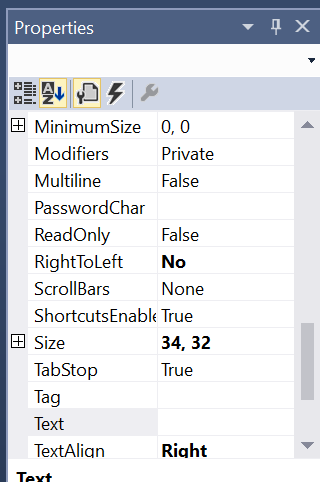 Properties
MinimumSize 0, 0
Modifiers Private
Multiline False
PasswordChar
ReadOnly False
RightToLeft No
ScrollBars None
ShortcutsEnable True
Size 34, 32
TabStop True
Tag
Text
TextAlign Right
Text